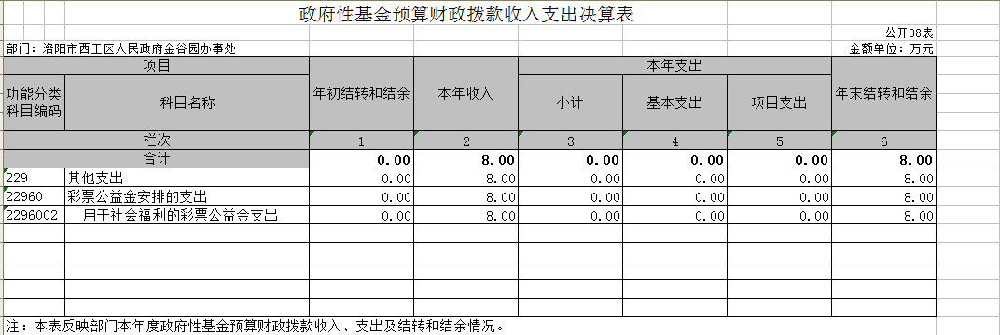 政府性基金预算财政拨款收入支出决算表
公开08表
部门：洛阳市西工区人民政府金谷园办事处 金额单位：万元
项目 年初结转和结余 本年收入 本年支出 年末结转和结余
功能分类科目编码 科目名称 小计 基本支出 项目支出
栏次 1 2 3 4 5 6
合计 0.00 8.00 0.00 0.00 0.00 8.00
229 其他支出 0.00 8.00 0.00 0.00 0.00 8.00
22960 彩票公益金安排的支出 0.00 8.00 0.00 0.00 0.00 8.00
2296002 用于社会福利的彩票公益金支出 0.00 8.00 0.00 0.00 0.00 8.00
注：本表反映部门本年度政府性基金预算财政拨款收入、支出及结转和结余情况。